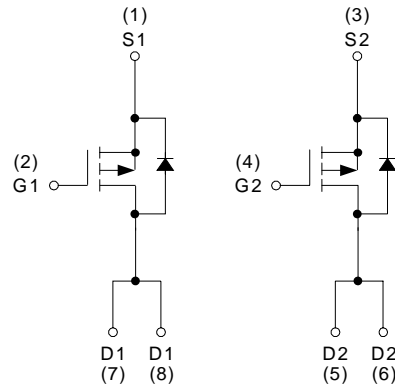 (1) (3)
S1 S2
(2) (4)
G1 G2
D1 D1 D2 D2
(7) (8) (5) (6)